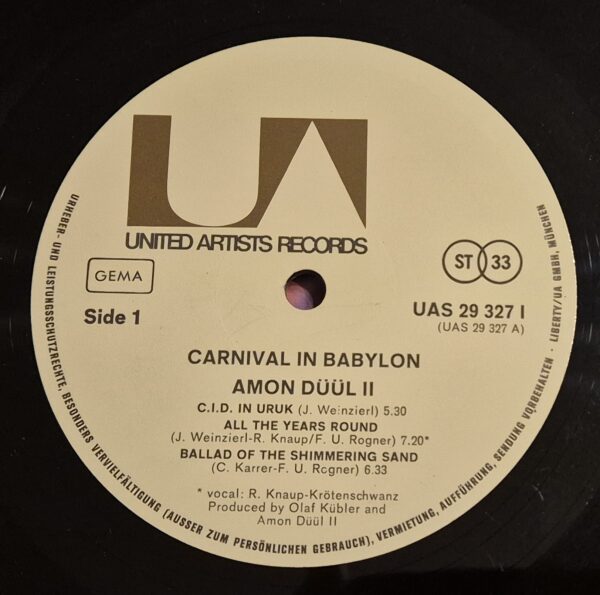 UA
UNITED ARTISTS RECORDS
GEMA
ST 33
Side 1
UAS 29 327 I
(UAS 29 327 A)
CARNIVAL IN BABYLON
AMON DÜÜL II
C.I.D. IN URUK (J. Weinzierl) 5.30
ALL THE YEARS ROUND
(J. Weinzierl-R. Knaup/F. U. Rogner) 7.20*
BALLAD OF THE SHIMMERING SAND
(C. Karrer-F. U. Rogner) 6.33
* vocal: R. Knaup-Krötenschwanz
Produced by Olaf Kübler and
Amon Düül II
URHEBER- UND LEISTUNGSSCHUTZRECHTE, BESONDERS VERVIELFÄLTIGUNG (AUSSER ZUM PERSÖNLICHEN GEBRAUCH), VERMIETUNG, AUFFÜHRUNG, SENDUNG VORBEHALTEN · LIBERTY/UA GMBH, MÜNCHEN